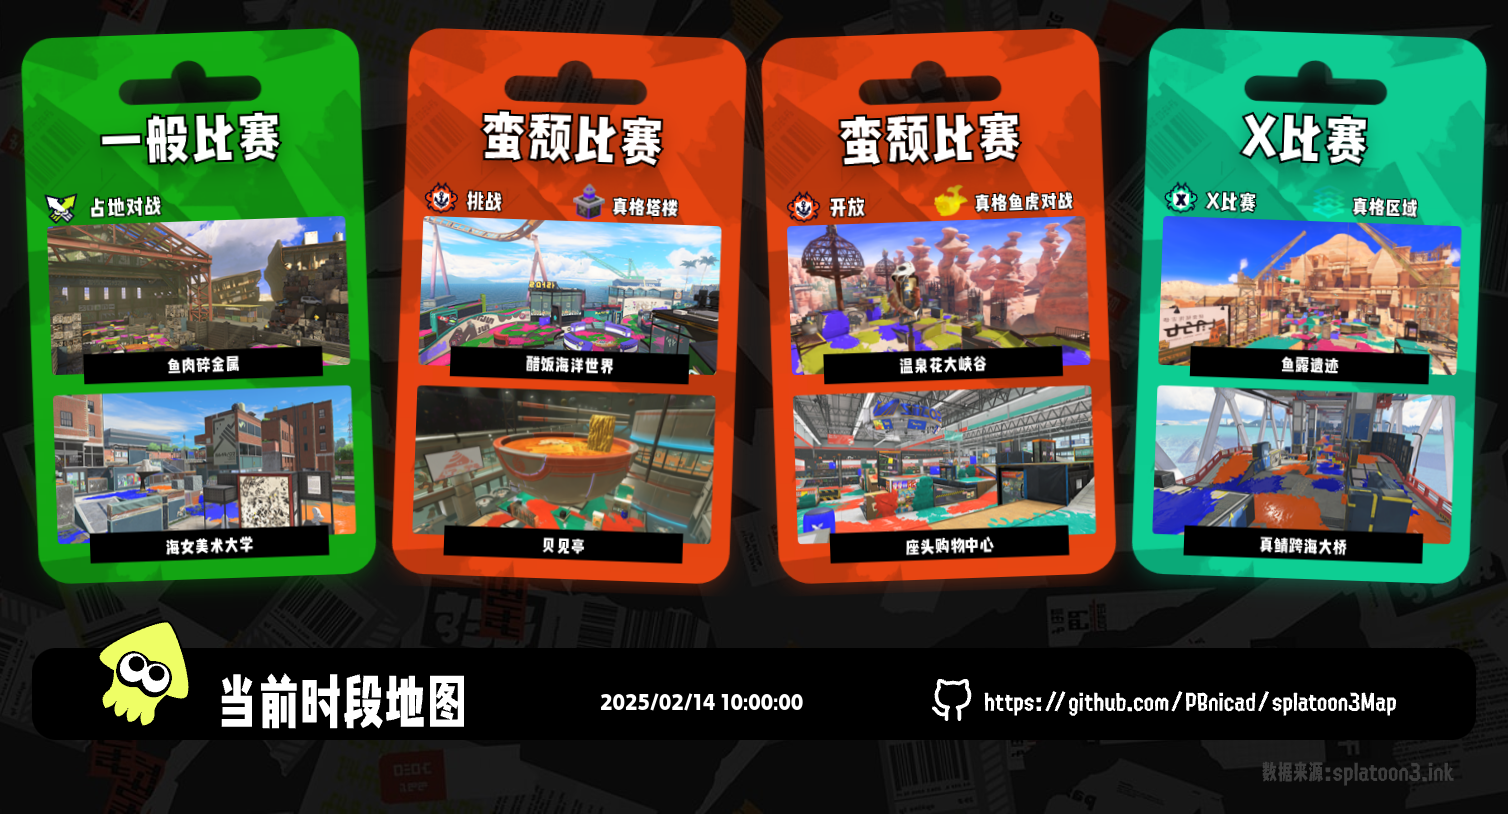 一般比赛
占地对战
鱼肉碎金属
海女美术大学
蛮颓比赛
挑战
真格塔楼
醋饭海洋世界
贝见亭
蛮颓比赛
开放
真格鱼虎对战
温泉花大峡谷
座头购物中心
X比赛
X比赛
真格区域
鱼露遗迹
真鲭跨海大桥
当前时段地图
2025/02/14 10:00:00
https://github.com/PBnicad/splatoon3Map
数据来源:splatoon3.ink